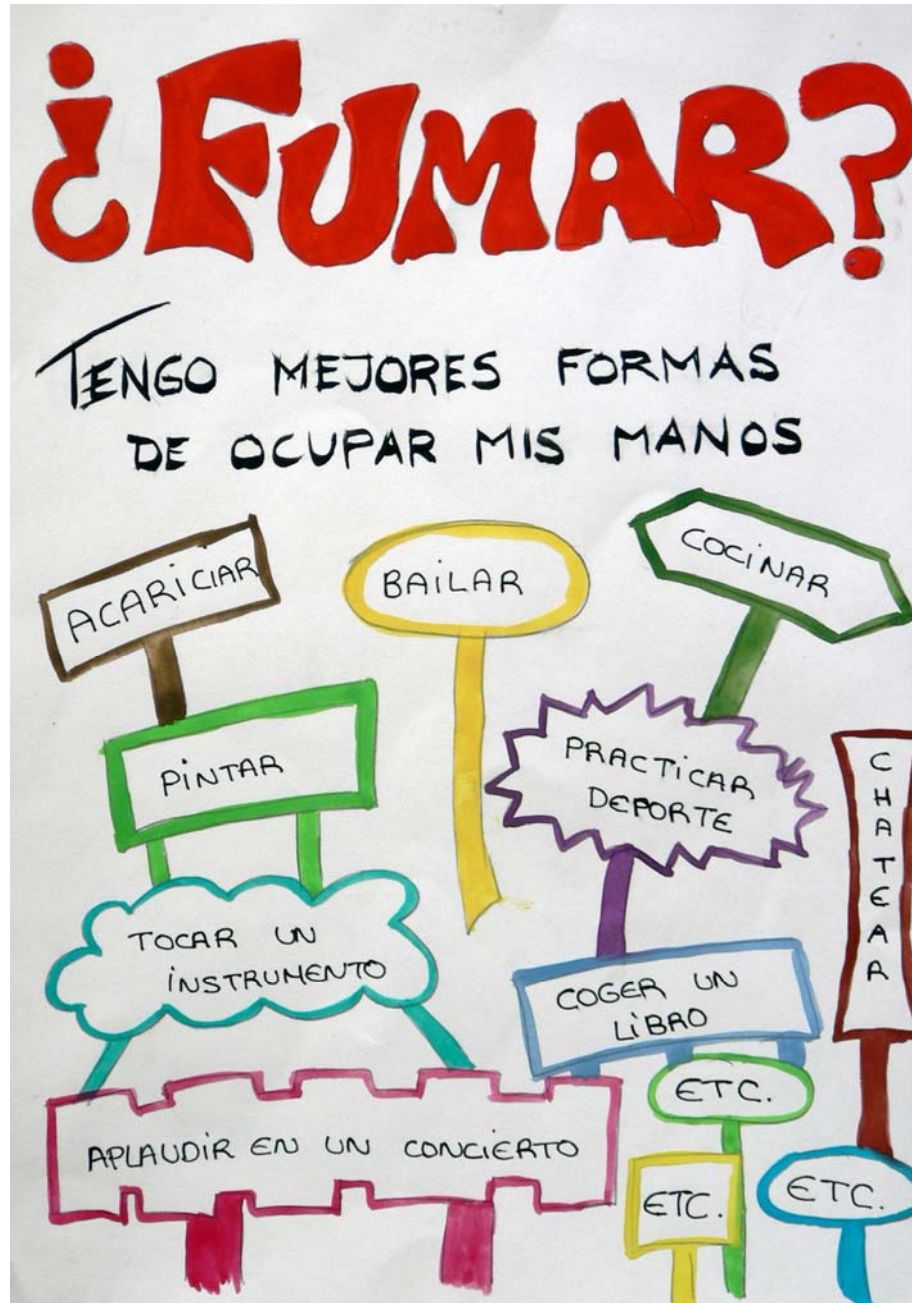 ¿FUMAR?
TENGO MEJORES FORMAS
DE OCUPAR MIS MANOS
ACARICIAR
BAILAR
COCINAR
PINTAR
PRACTICAR
DEPORTE
CHATEAR
TOCAR UN
INSTRUMENTO
COGER UN
LIBRO
APLAUDIR EN UN CONCIERTO
ETC.
ETC.
ETC.